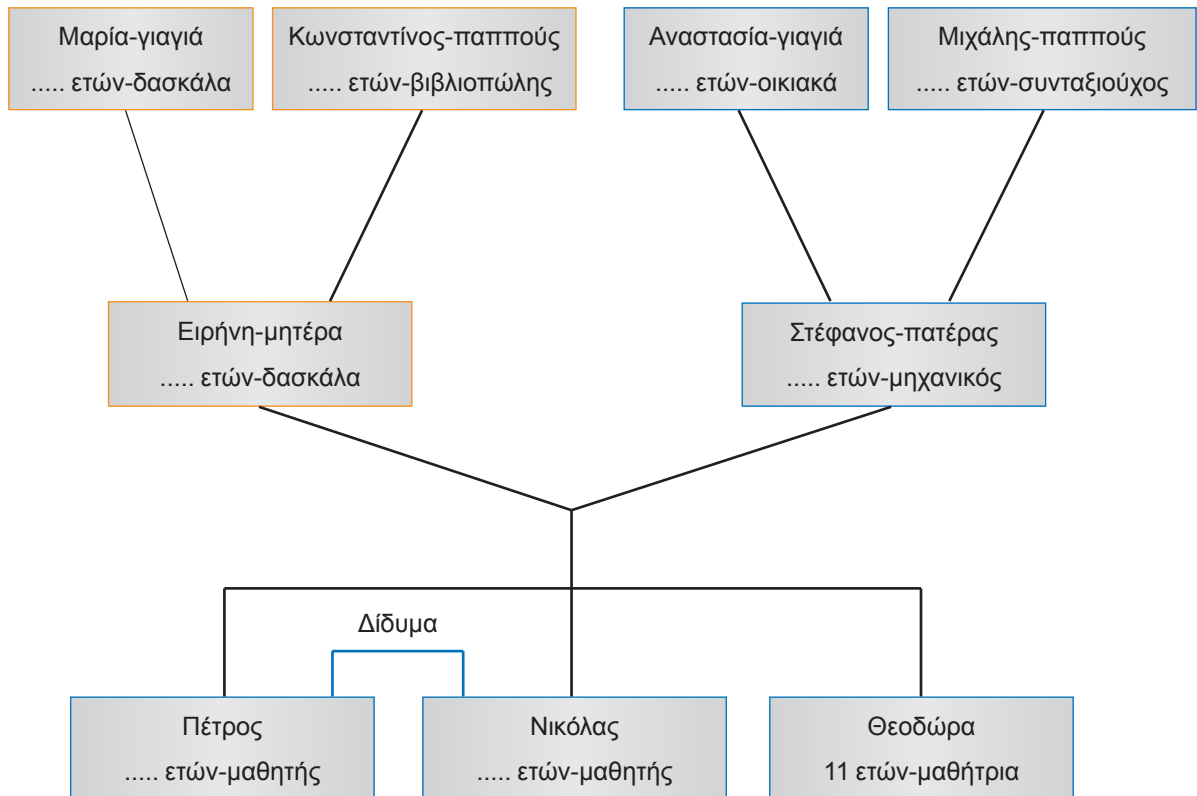 Μαρία-γιαγιά
..... ετών-δασκάλα
Κωνσταντίνος-παππούς
..... ετών-βιβλιοπώλης
Αναστασία-γιαγιά
..... ετών-οικιακά
Μιχάλης-παππούς
..... ετών-συνταξιούχος
Ειρήνη-μητέρα
..... ετών-δασκάλα
Στέφανος-πατέρας
..... ετών-μηχανικός
Δίδυμα
Πέτρος
..... ετών-μαθητής
Νικόλας
..... ετών-μαθητής
Θεοδώρα
11 ετών-μαθήτρια